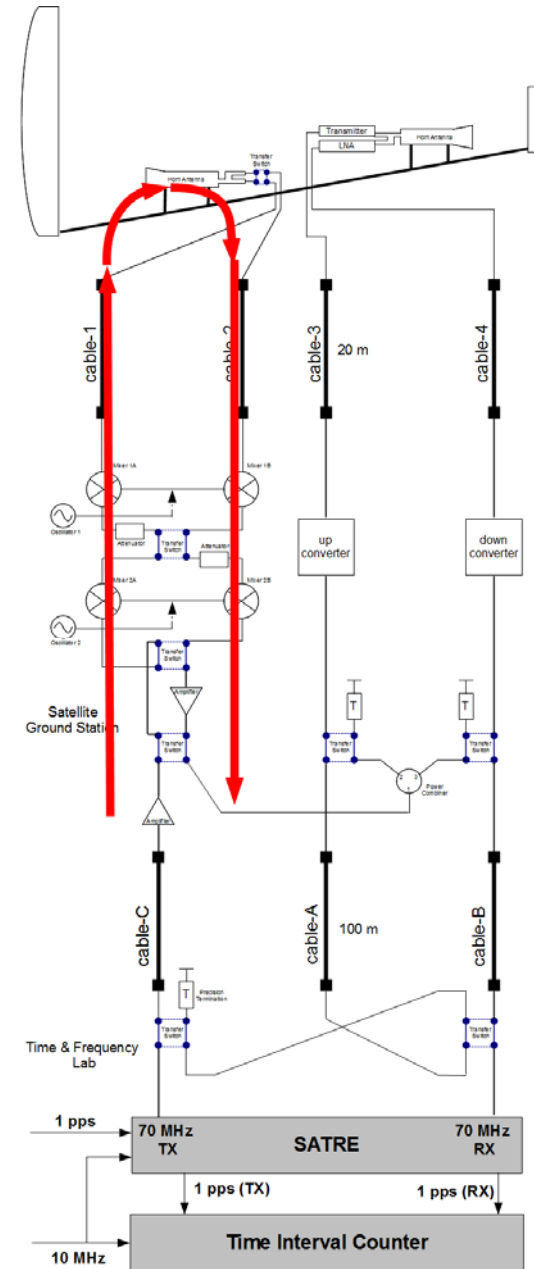 Transmitter
LNA
Horn Antenna
Transfer
Switch
Horn Antenna
cable-1
cable-2
cable-3
20 m
cable-4
Mixer 1A
Mixer 1B
Oscillator 1
Attenuator
Transfer
Switch
Attenuator
up
converter
down
converter
Mixer 2A
Mixer 2B
Oscillator 2
Transfer
Switch
Satellite
Ground Station
Amplifier
T
T
Transfer
Switch
Transfer
Switch
Transfer
Switch
2
3
1
Power
Combiner
Amplifier
cable-C
cable-A
100 m
cable-B
T
Precision
Termination
Transfer
Switch
Transfer
Switch
Time & Frequency
Lab
1 pps
70 MHz
TX
SATRE
70 MHz
RX
1 pps (TX)
1 pps (RX)
10 MHz
Time Interval Counter